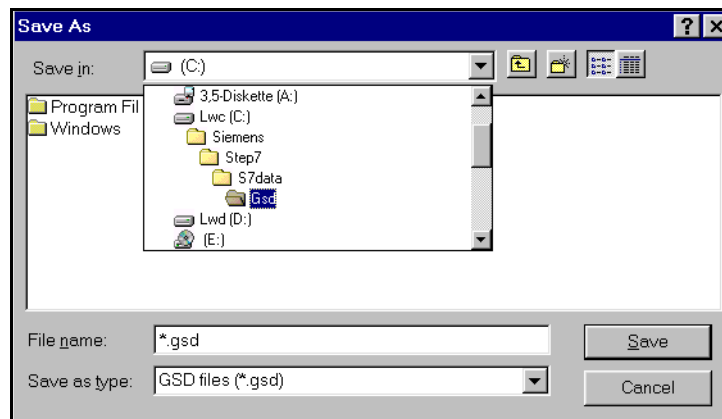 Save As
Save in:
(C:)
3,5-Diskette (A:)
Program Fil
Lwc (C:)
Windows
Siemens
Step7
S7data
Gsd
Lwd (D:)
(E:)
File name:
*.gsd
Save
Save as type:
GSD files (*.gsd)
Cancel